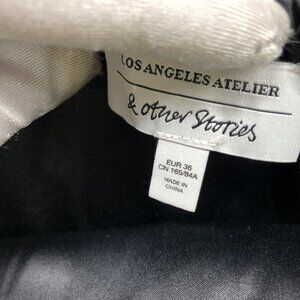 LOS ANGELES ATELIER
& other Stories
EUR 36
CN 165/84A
MADE IN
CHINA